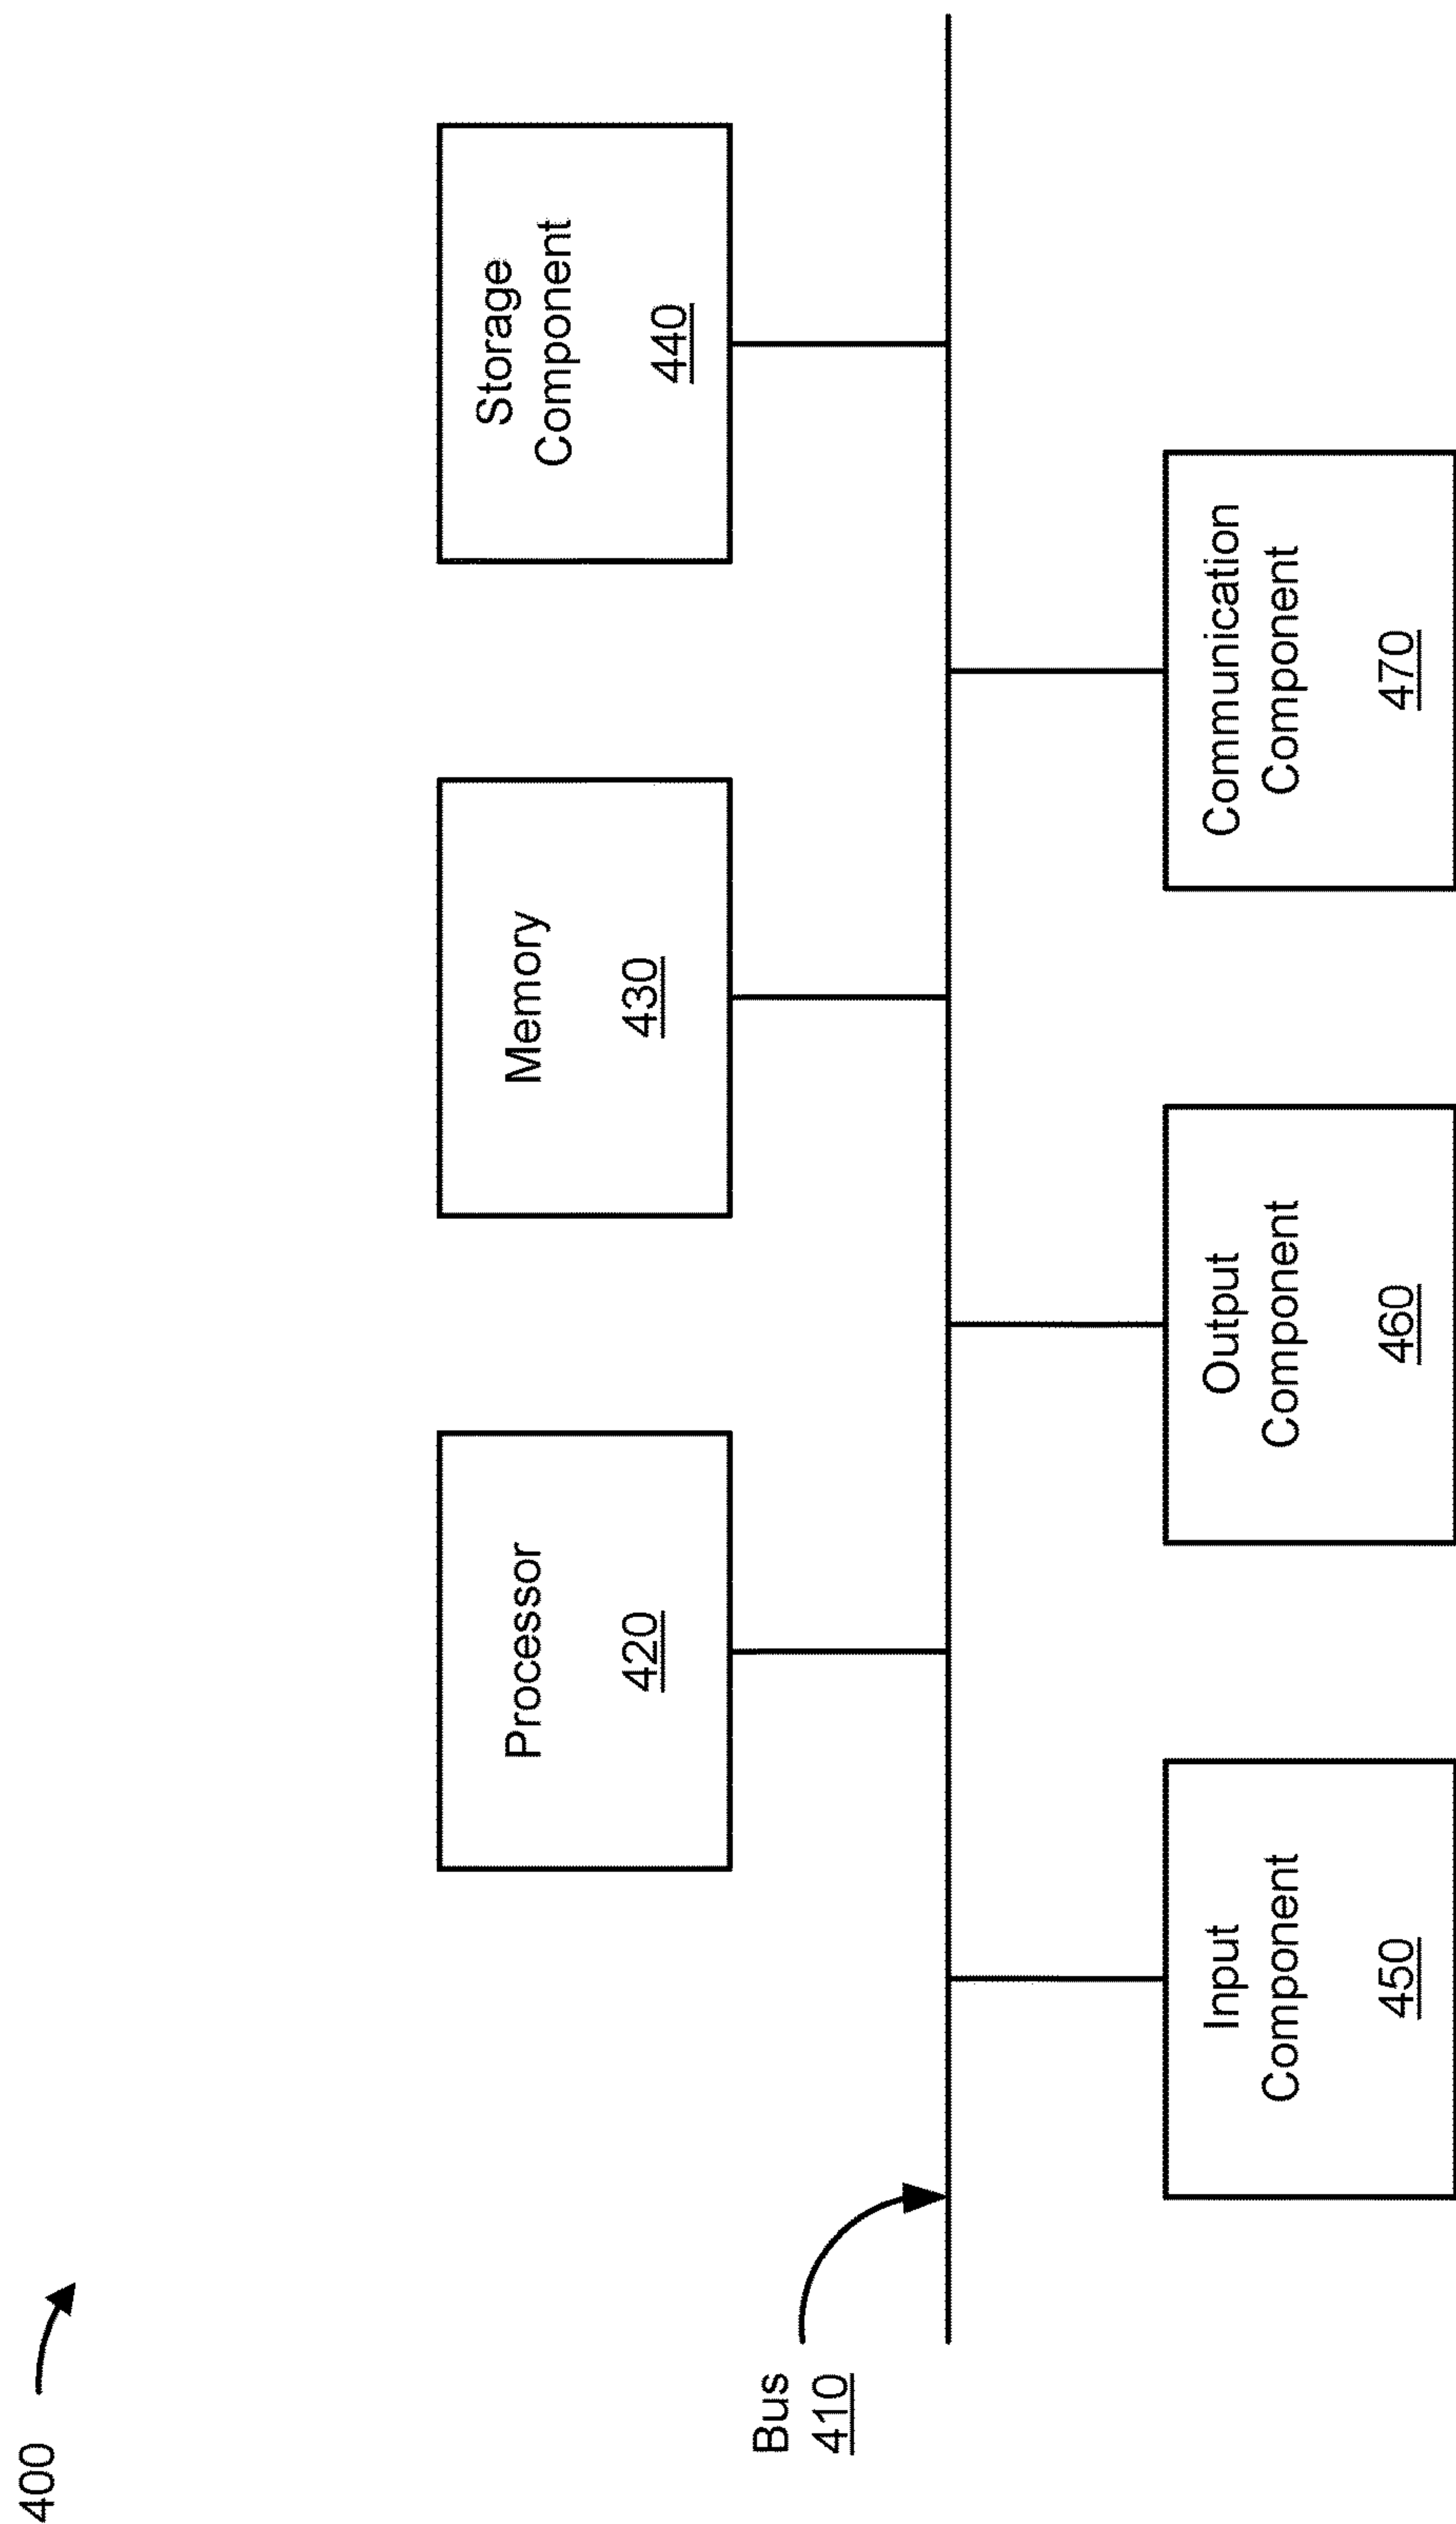 400
Processor
420
Memory
430
Storage
Component
440
Bus
410
Input
Component
450
Output
Component
460
Communication
Component
470